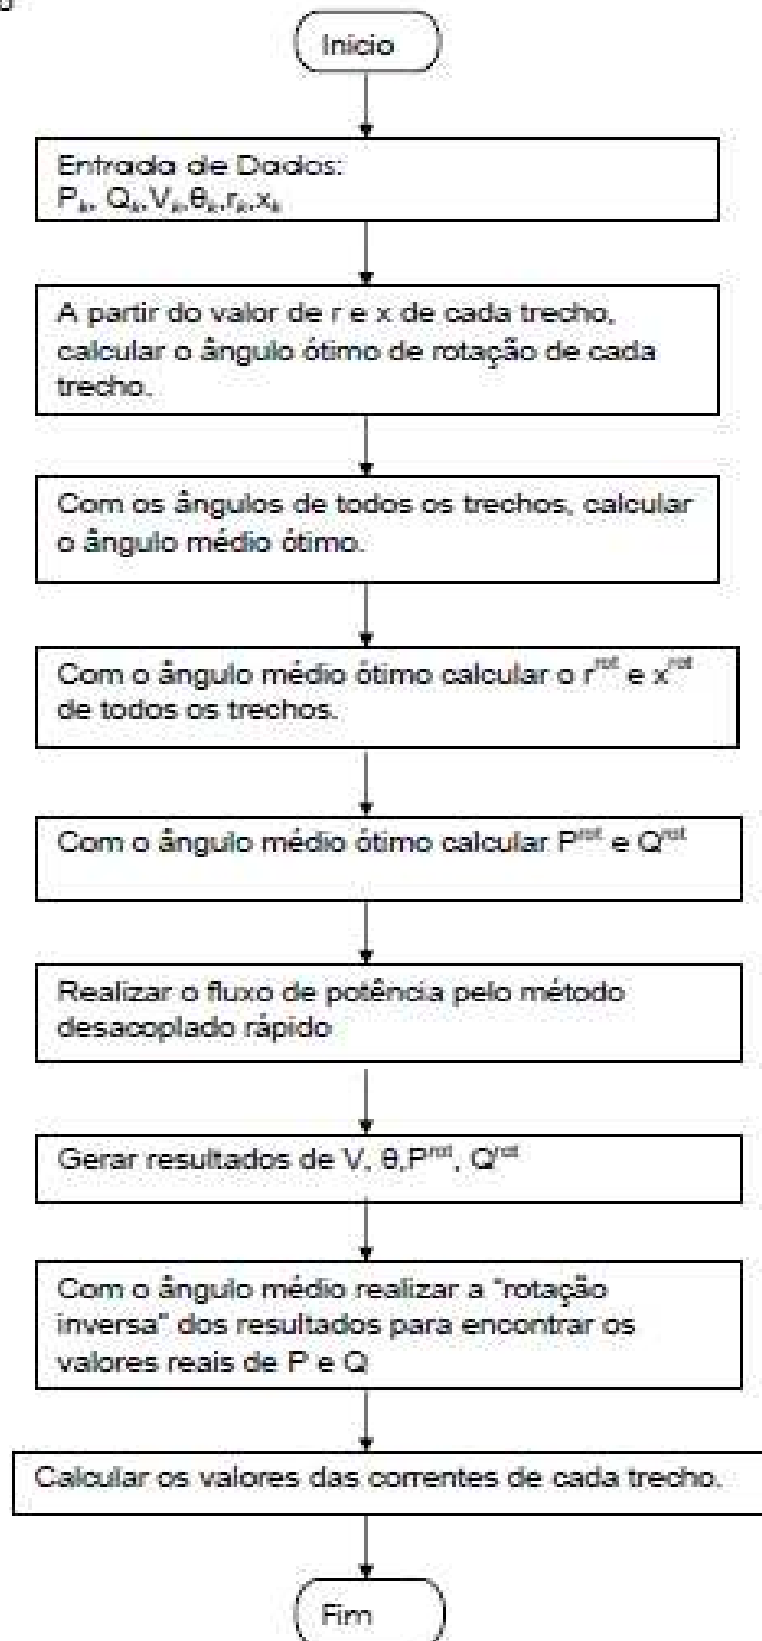 Início
Entrada de Dados:
Pₖ, Qₖ,Vₖ,θₖ,rₖ,xₖ
A partir do valor de r e x de cada trecho,
calcular o ângulo ótimo de rotação de cada
trecho.
Com os ângulos de todos os trechos, calcular
o ângulo médio ótimo.
Com o ângulo médio ótimo calcular o r^rot e x^rot
de todos os trechos.
Com o ângulo médio ótimo calcular P^rot e Q^rot
Realizar o fluxo de potência pelo método
desacoplado rápido
Gerar resultados de V, θ,P^rot, Q^rot
Com o ângulo médio realizar a "rotação
inversa" dos resultados para encontrar os
valores reais de P e Q
Calcular os valores das correntes de cada trecho.
Fim